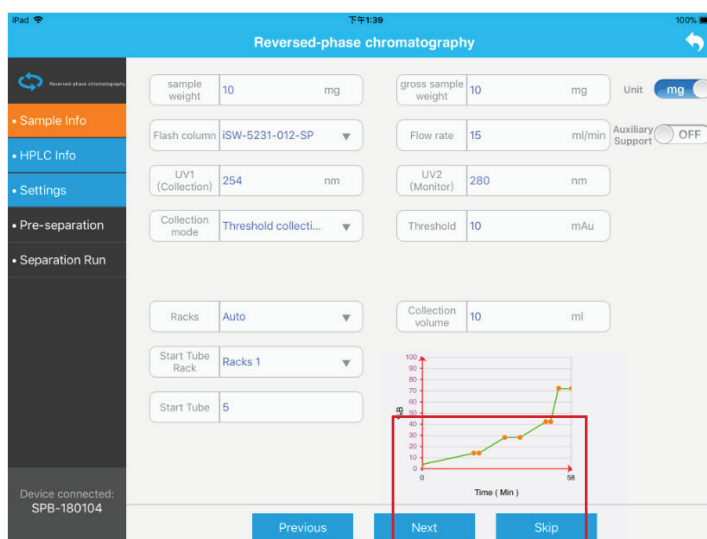 iPad 下午1:39 100%
Reversed-phase chromatography
Reversed-phase chromatography
• Sample Info
• HPLC Info
• Settings
• Pre-separation
• Separation Run
Device connected:
SPB-180104
sample weight 10 mg
gross sample weight 10 mg
Unit mg
Flash column iSW-5231-012-SP ▼
Flow rate 15 ml/min
Auxiliary Support OFF
UV1 (Collection) 254 nm
UV2 (Monitor) 280 nm
Collection mode Threshold collecti... ▼
Threshold 10 mAu
Racks Auto ▼
Collection volume 10 ml
Start Tube Rack Racks 1 ▼
Start Tube 5
%B
100
90
80
70
60
50
40
30
20
10
0
0 58
Time ( Min )
Previous Next Skip